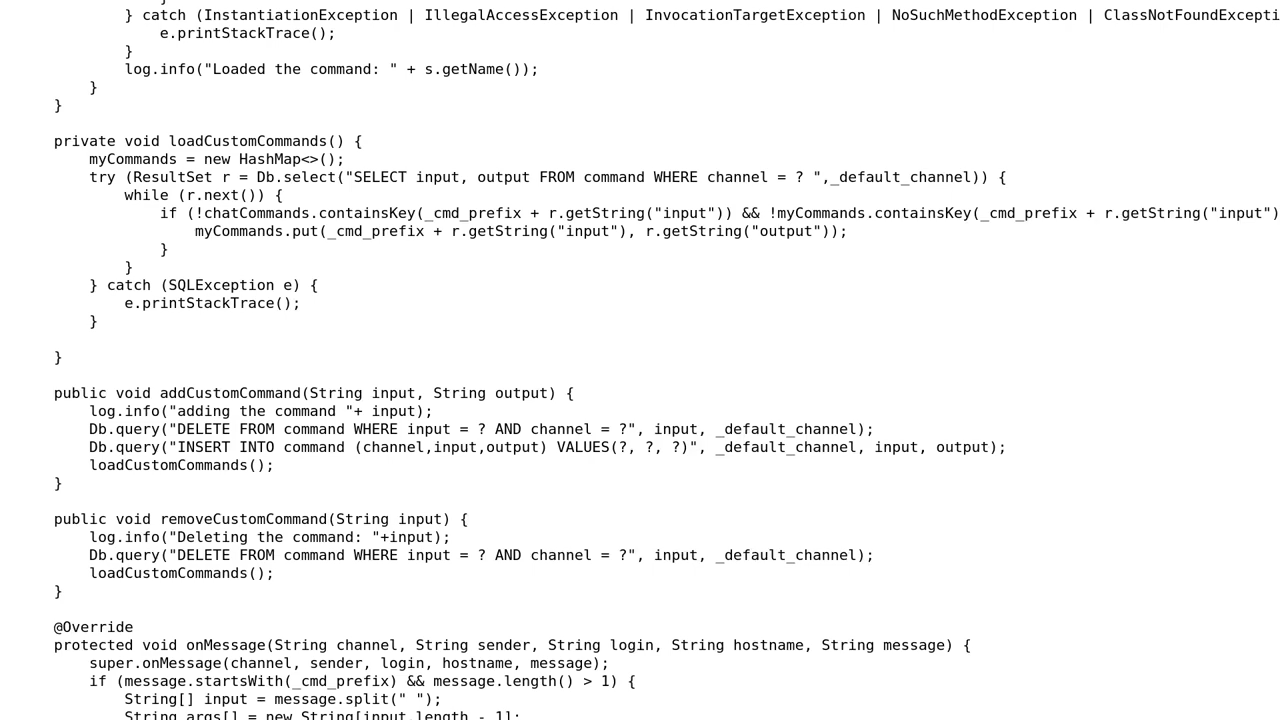 } catch (InstantiationException | IllegalAccessException | InvocationTargetException | NoSuchMethodException |
e.printStackTrace();
}
log.info("Loaded the command: " + s.getName());
}
}
private void loadCustomCommands() {
myCommands = new HashMap<>();
try (ResultSet r = Db.select("SELECT input, output FROM command WHERE channel = ? ",_default_channel)) {
while (r.next()) {
if (!chatCommands.containsKey(_cmd_prefix + r.getString("input")) && !myCommands.containsKey(_cmd_prefix + r.getString("input")
myCommands.put(_cmd_prefix + r.getString("input"), r.getString("output"));
}
}
} catch (SQLException e) {
e.printStackTrace();
}
}
public void addCustomCommand(String input, String output) {
log.info("adding the command "+ input);
Db.query("DELETE FROM command WHERE input = ? AND channel = ?", input, _default_channel);
Db.query("INSERT INTO command (channel,input,output) VALUES(?, ?, ?)", _default_channel, input, output);
loadCustomCommands();
}
public void removeCustomCommand(String input) {
log.info("Deleting the command: "+input);
Db.query("DELETE FROM command WHERE input = ? AND channel = ?", input, _default_channel);
loadCustomCommands();
}
@Override
protected void onMessage(String channel, String sender, String login, String hostname, String message) {
super.onMessage(channel, sender, login, hostname, message);
if (message.startsWith(_cmd_prefix) && message.length() > 1) {
String[] input = message.split(" ");
String args[] = new String[input.length - 1];